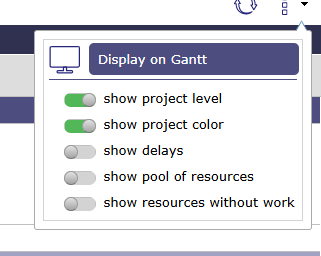 Display on Gantt
show project level
show project color
show delays
show pool of resources
show resources without work